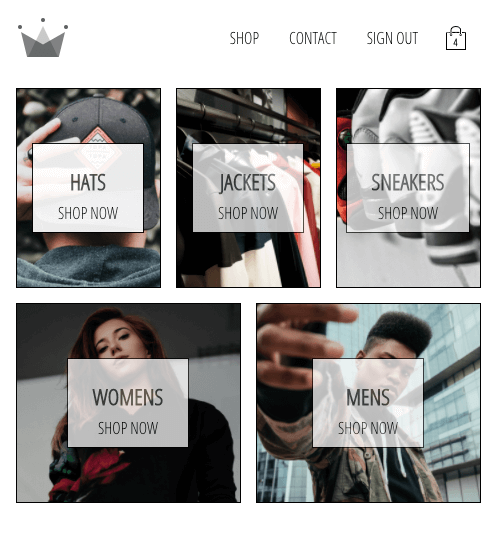 SHOP CONTACT SIGN OUT 4
HATS
SHOP NOW
JACKETS
SHOP NOW
SNEAKERS
SHOP NOW
WOMENS
SHOP NOW
MENS
SHOP NOW